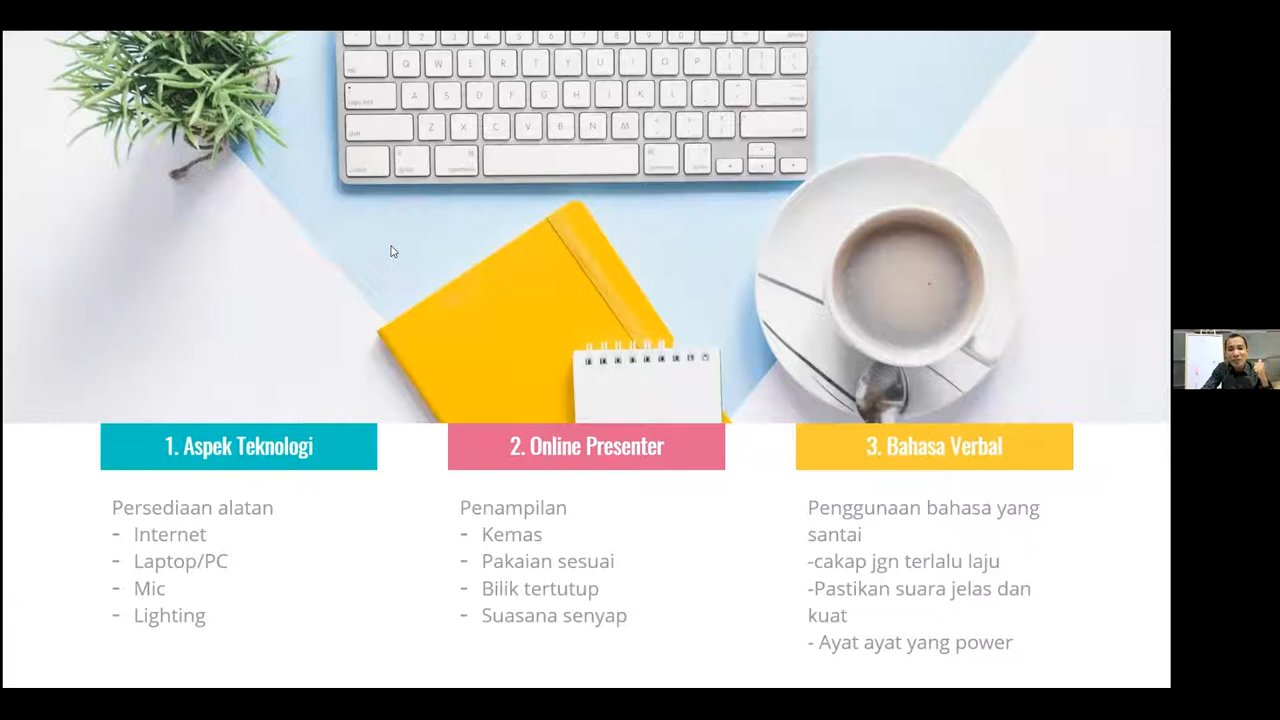 Q W E R T Y U I O P
A S D F G H J K L
Z X C V B N M
1. Aspek Teknologi
Persediaan alatan
- Internet
- Laptop/PC
- Mic
- Lighting
2. Online Presenter
Penampilan
- Kemas
- Pakaian sesuai
- Bilik tertutup
- Suasana senyap
3. Bahasa Verbal
Penggunaan bahasa yang
santai
-cakap jgn terlalu laju
-Pastikan suara jelas dan
kuat
- Ayat ayat yang power